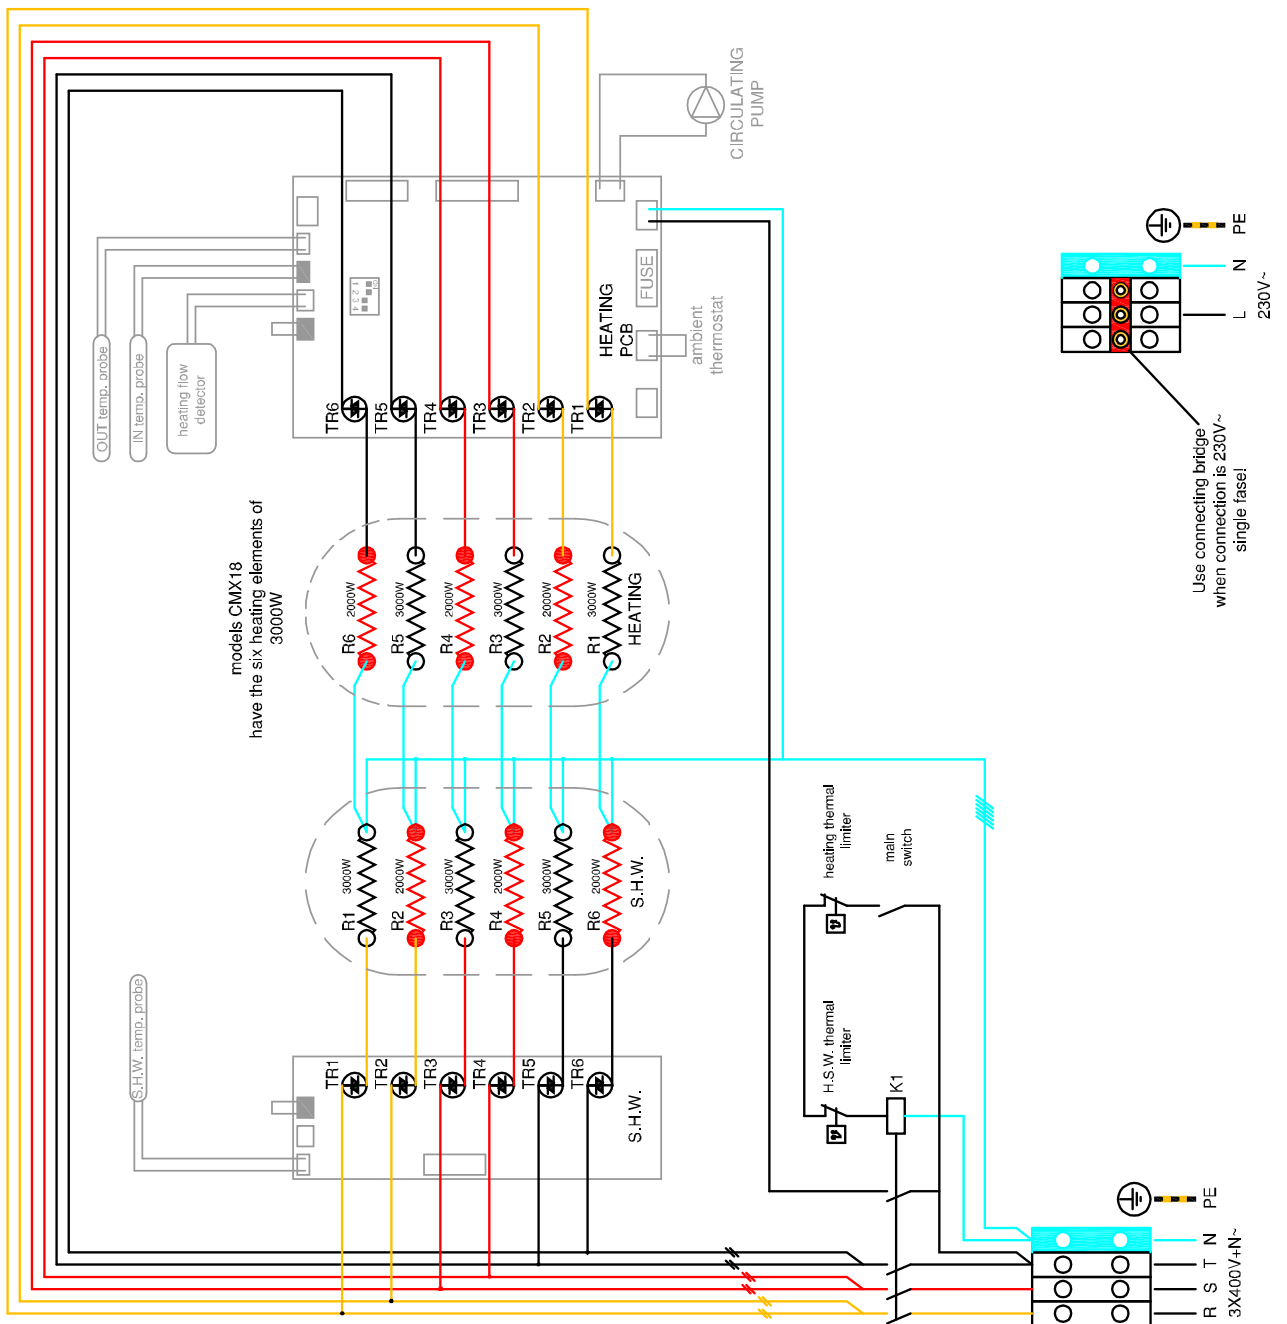 CIRCULATING
PUMP
OUT temp. probe
IN temp. probe
heating flow
detector
1 2 3 4
HEATING
PCB
FUSE
ambient
thermostat
TR6
TR5
TR4
TR3
TR2
TR1
models CMX18
have the six heating elements of
3000W
R6
2000W
R5
3000W
R4
2000W
R3
3000W
R2
2000W
R1
3000W
HEATING
R1
3000W
R2
2000W
R3
3000W
R4
2000W
R5
3000W
R6
2000W
S.H.W.
S.H.W. temp. probe
TR1
TR2
TR3
TR4
TR5
TR6
S.H.W.
heating thermal
limiter
main
switch
H.S.W. thermal
limiter
K1
PE
N
T
S
R
3X400V+N~
PE
N
L
230V~
Use connecting bridge
when connection is 230V~
single fase!